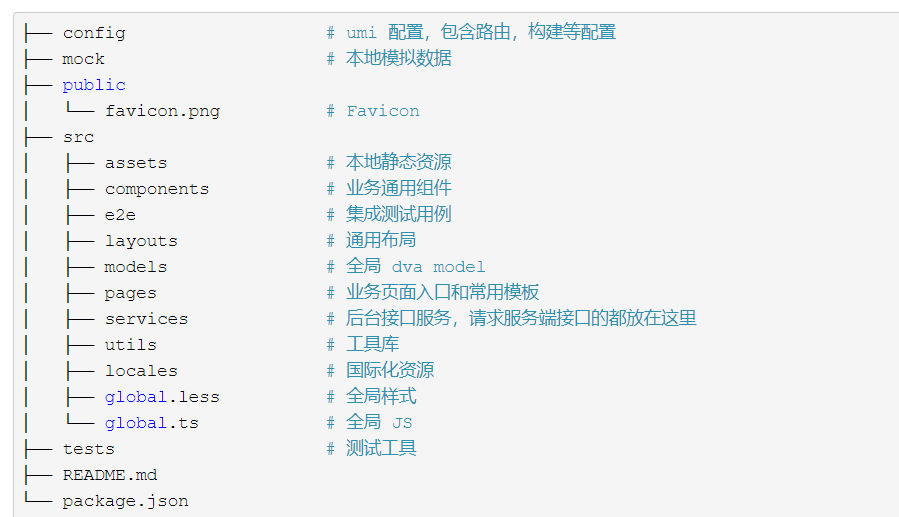 ├── config                   # umi 配置，包含路由，构建等配置
├── mock                     # 本地模拟数据
├── public
│   └── favicon.png          # Favicon
├── src
│   ├── assets               # 本地静态资源
│   ├── components           # 业务通用组件
│   ├── e2e                  # 集成测试用例
│   ├── layouts              # 通用布局
│   ├── models               # 全局 dva model
│   ├── pages                # 业务页面入口和常用模板
│   ├── services             # 后台接口服务，请求服务端接口的都放在这里
│   ├── utils                # 工具库
│   ├── locales              # 国际化资源
│   ├── global.less          # 全局样式
│   └── global.ts            # 全局 JS
├── tests                    # 测试工具
├── README.md
└── package.json